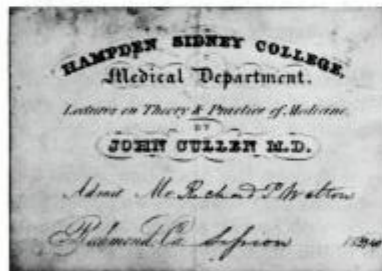 HAMPDEN SIDNEY COLLEGE.
Medical Department.
Lectures on Theory & Practice of Medicine,
BY
JOHN CULLEN M.D.
Admit Mr. Richard P. Walton
Richmond, Va. Session